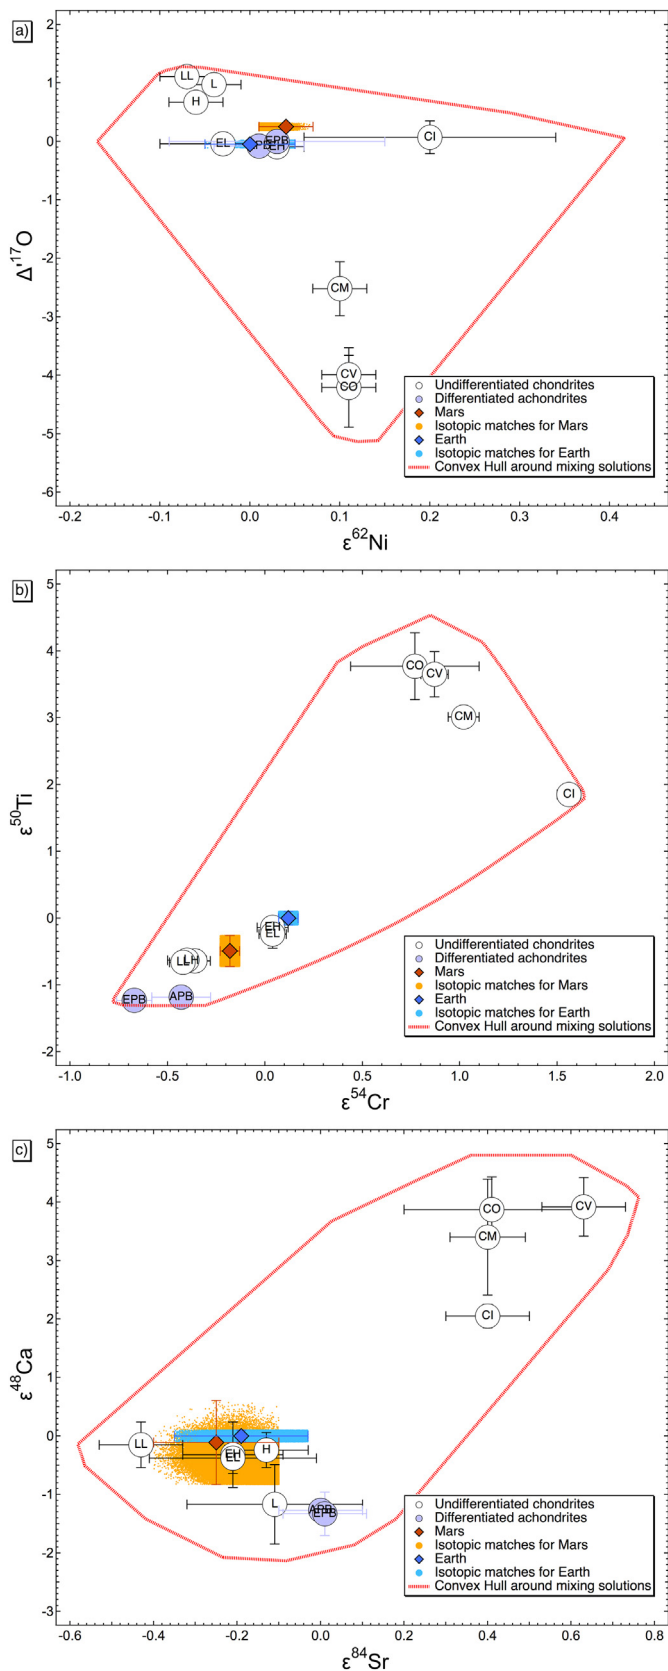 a)
2
1
0
-1
-2
-3
-4
-5
-6
Δ'¹⁷O
LL
L
H
EL
EPB
EH
CI
CM
CV
CO
Undifferentiated chondrites
Differentiated achondrites
Mars
Isotopic matches for Mars
Earth
Isotopic matches for Earth
Convex Hull around mixing solutions
-0.2 -0.1 0.0 0.1 0.2 0.3 0.4
ε⁶²Ni
b)
5
4
3
2
1
0
-1
-2
ε⁵⁰Ti
CO
CV
CM
CI
EH
EL
LL
L
H
EPB
APB
Undifferentiated chondrites
Differentiated achondrites
Mars
Isotopic matches for Mars
Earth
Isotopic matches for Earth
Convex Hull around mixing solutions
-1.0 -0.5 0.0 0.5 1.0 1.5 2.0
ε⁵⁴Cr
c)
5
4
3
2
1
0
-1
-2
-3
ε⁴⁸Ca
CO
CV
CM
CI
LL
EH
EL
H
L
APB
EPB
Undifferentiated chondrites
Differentiated achondrites
Mars
Isotopic matches for Mars
Earth
Isotopic matches for Earth
Convex Hull around mixing solutions
-0.6 -0.4 -0.2 0.0 0.2 0.4 0.6 0.8
ε⁸⁴Sr